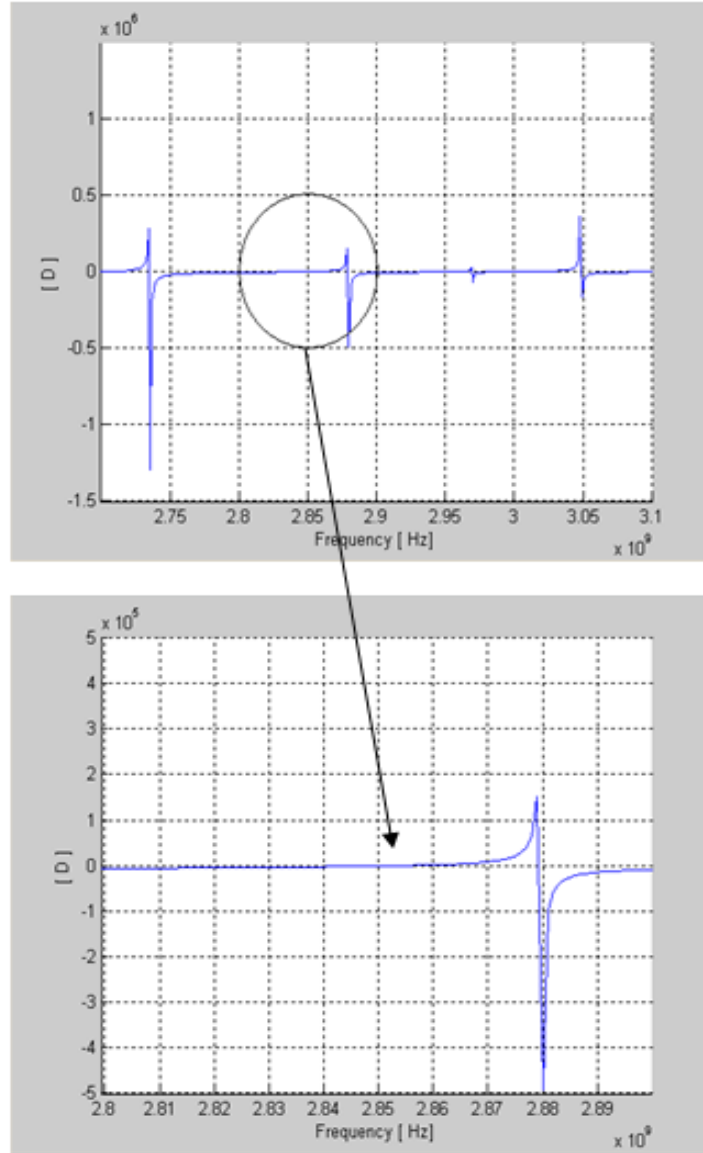 x 10^6
1
0.5
0
-0.5
-1
-1.5
[ D ]
2.75 2.8 2.85 2.9 2.95 3 3.05 3.1
Frequency [ Hz]
x 10^9
x 10^5
5
4
3
2
1
0
-1
-2
-3
-4
-5
[ D ]
2.8 2.81 2.82 2.83 2.84 2.85 2.86 2.87 2.88 2.89
Frequency [ Hz]
x 10^9